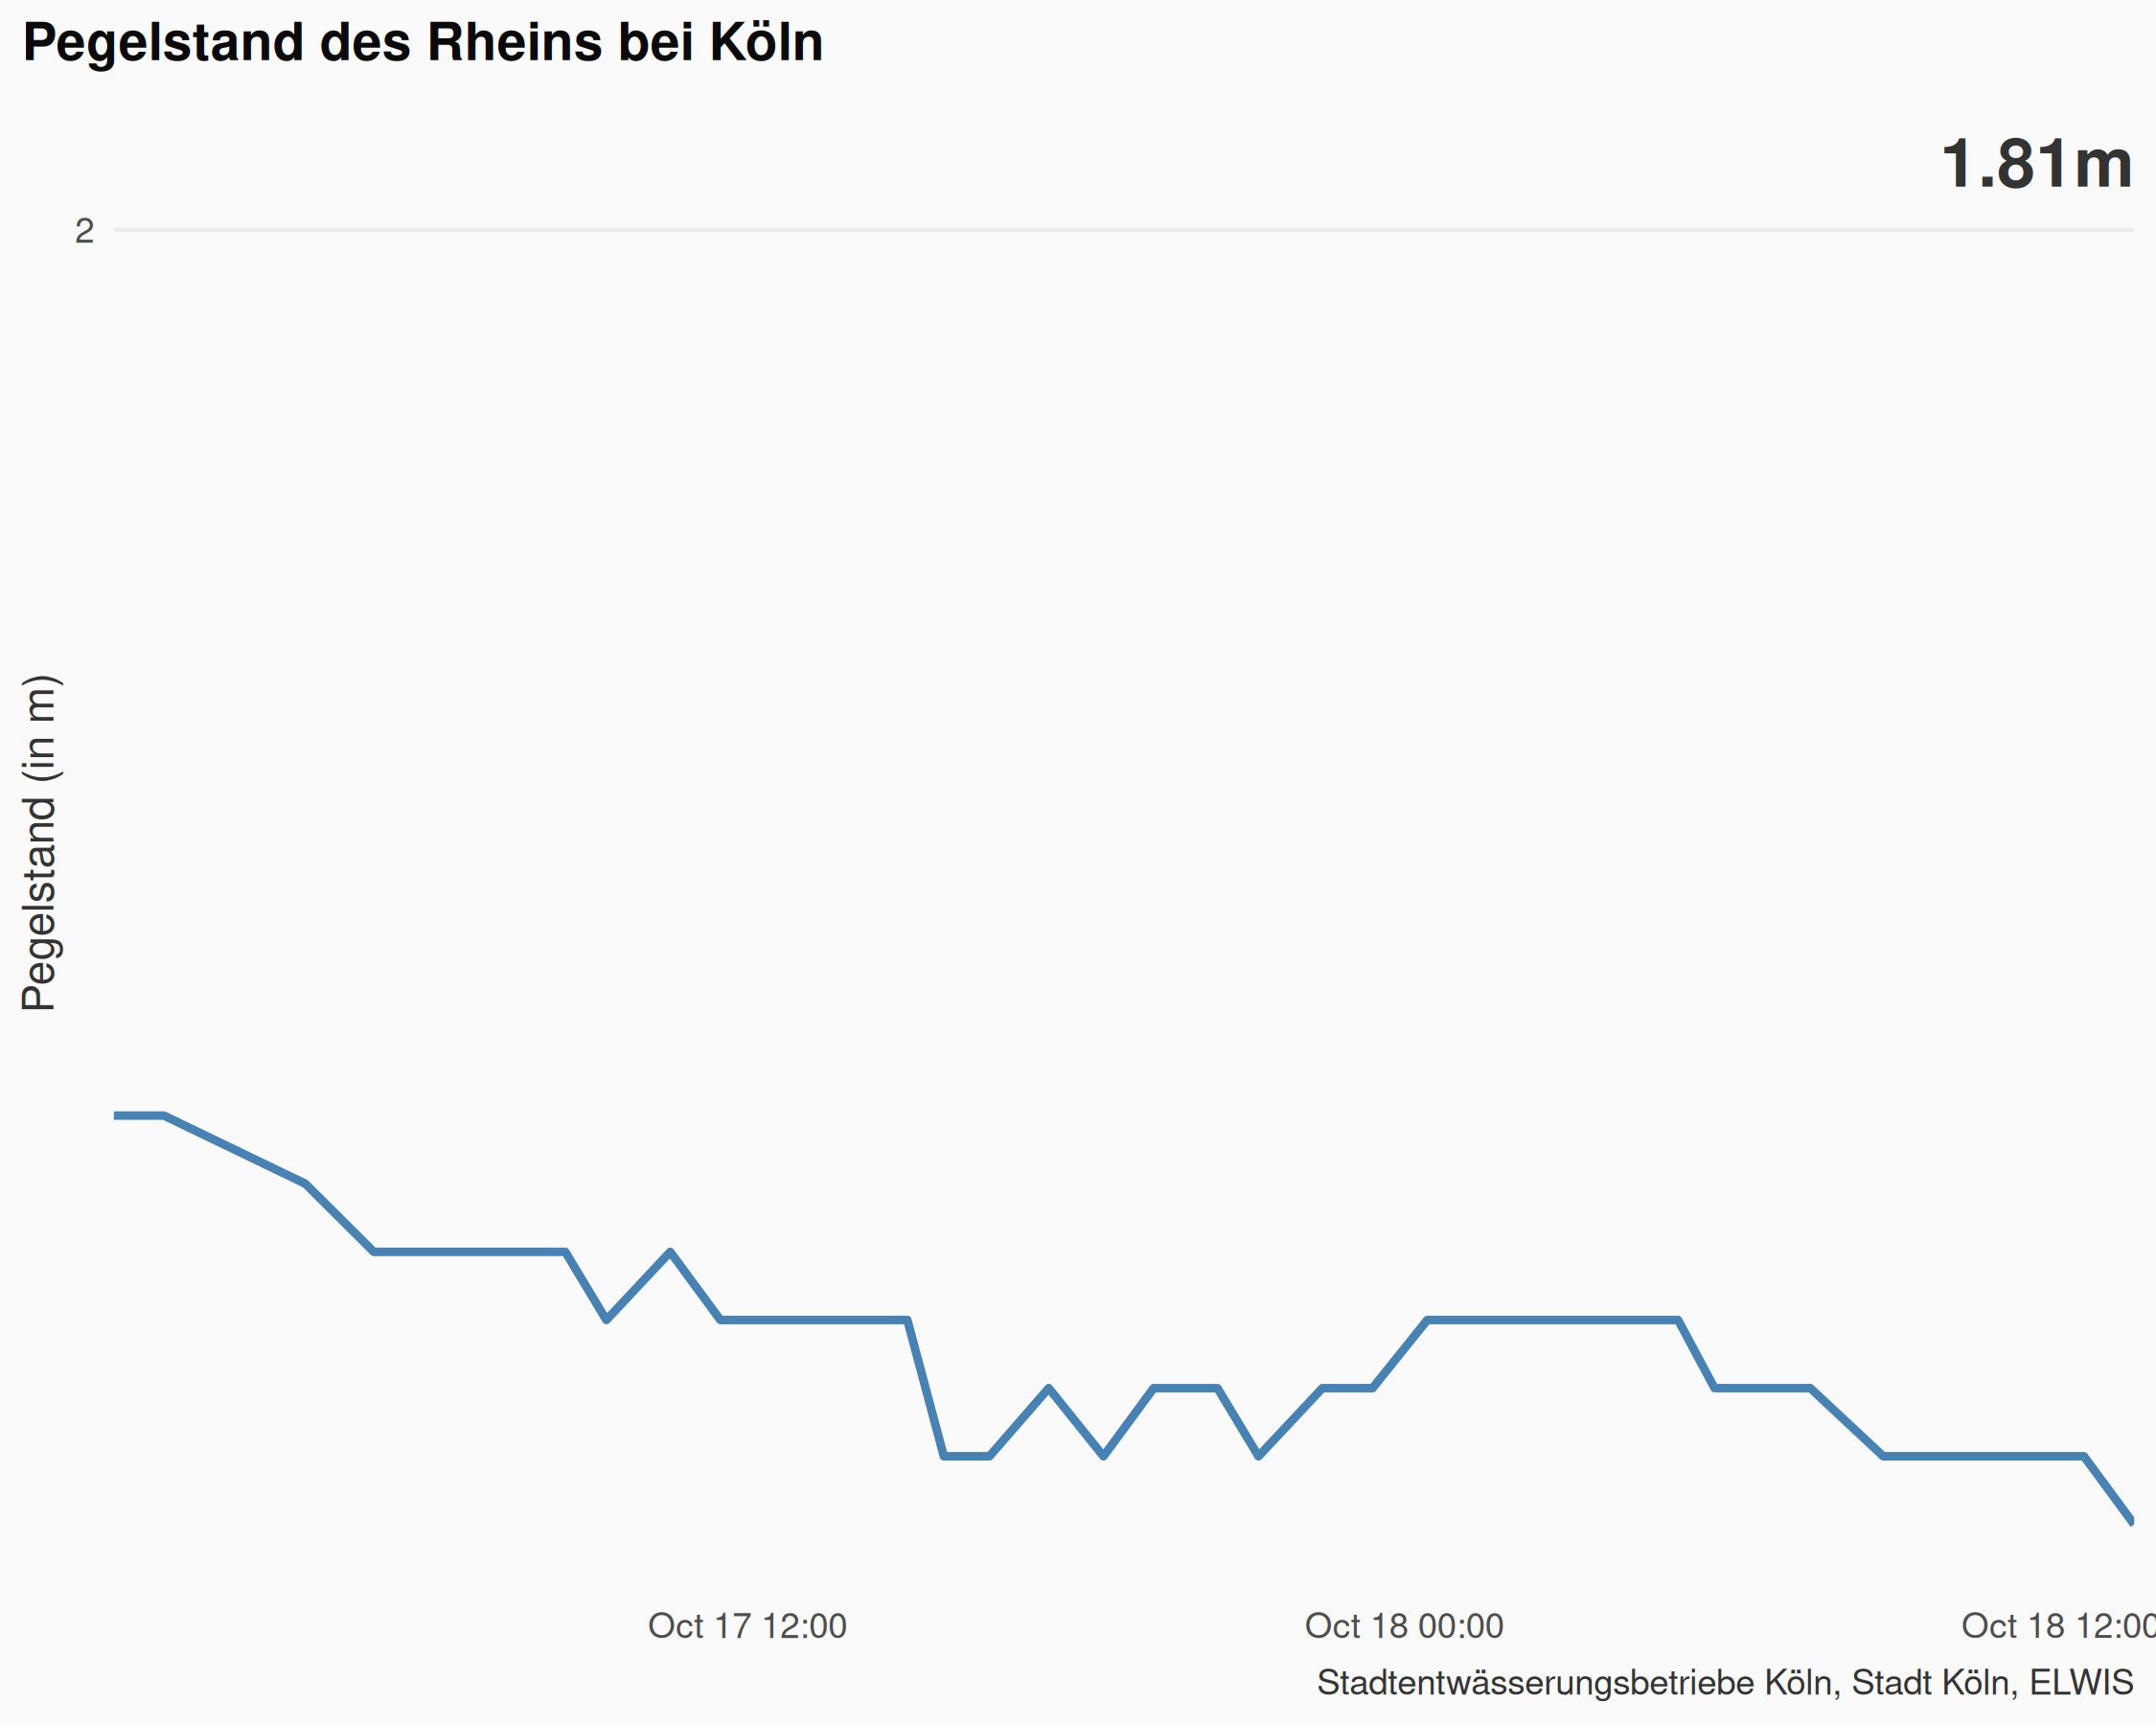 Pegelstand des Rheins bei Köln
1.81m
2
Pegelstand (in m)
Oct 17 12:00
Oct 18 00:00
Oct 18 12:00
Stadtentwässerungsbetriebe Köln, Stadt Köln, ELWIS